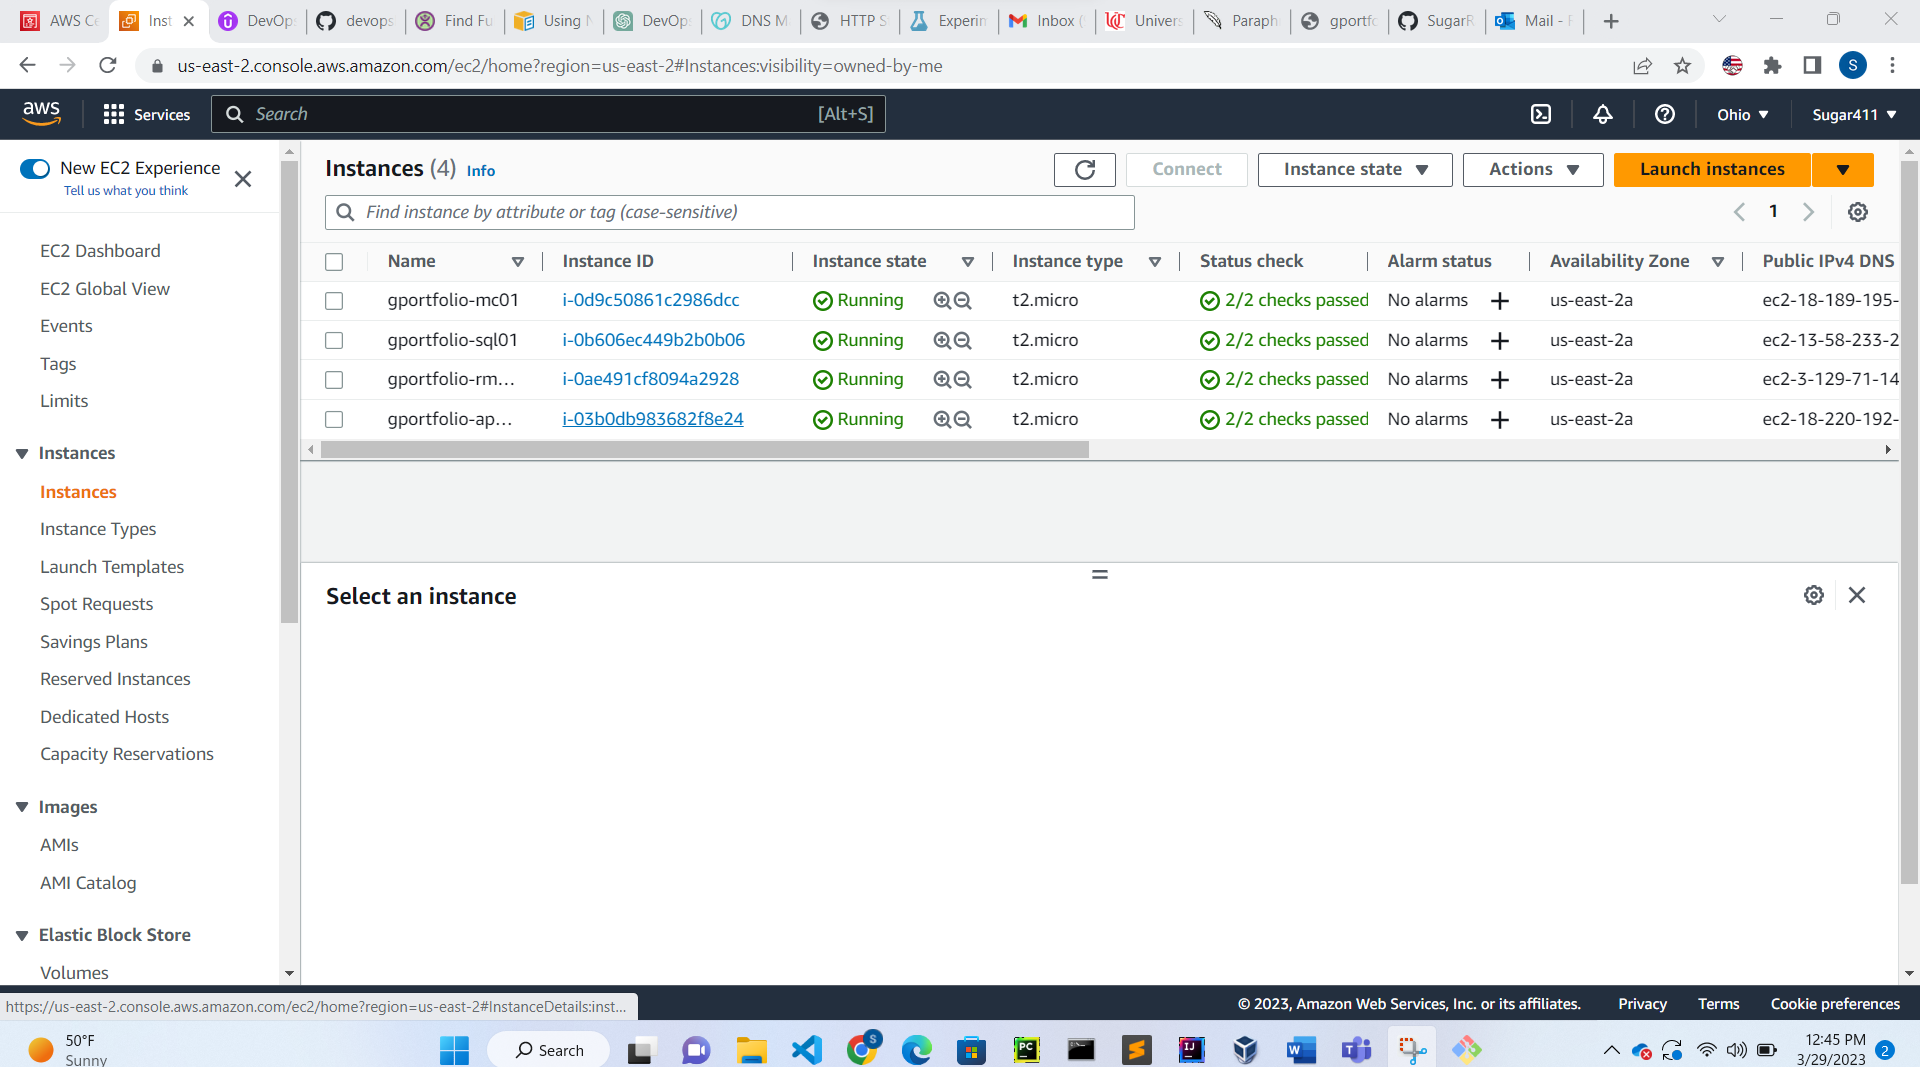 AWS Ce
Inst
DevOp
devops
Find Fu
Using N
DevOp
DNS M
HTTP S
Experim
Inbox (
Univers
Paraph
gportfo
SugarR
Mail -
us-east-2.console.aws.amazon.com/ec2/home?region=us-east-2#Instances:visibility=owned-by-me
S
aws
Services
Search
[Alt+S]
Ohio
Sugar411
New EC2 Experience
Tell us what you think
EC2 Dashboard
EC2 Global View
Events
Tags
Limits
Instances
Instances
Instance Types
Launch Templates
Spot Requests
Savings Plans
Reserved Instances
Dedicated Hosts
Capacity Reservations
Images
AMIs
AMI Catalog
Elastic Block Store
Volumes
Instances (4) Info
Connect
Instance state
Actions
Launch instances
Find instance by attribute or tag (case-sensitive)
1
Name Instance ID Instance state Instance type Status check Alarm status Availability Zone Public IPv4 DNS
gportfolio-mc01 i-0d9c50861c2986dcc Running t2.micro 2/2 checks passed No alarms + us-east-2a ec2-18-189-195-
gportfolio-sql01 i-0b606ec449b2b0b06 Running t2.micro 2/2 checks passed No alarms + us-east-2a ec2-13-58-233-2
gportfolio-rm... i-0ae491cf8094a2928 Running t2.micro 2/2 checks passed No alarms + us-east-2a ec2-3-129-71-14
gportfolio-ap... i-03b0db983682f8e24 Running t2.micro 2/2 checks passed No alarms + us-east-2a ec2-18-220-192-
Select an instance
https://us-east-2.console.aws.amazon.com/ec2/home?region=us-east-2#InstanceDetails:inst...
© 2023, Amazon Web Services, Inc. or its affiliates.
Privacy
Terms
Cookie preferences
50°F
Sunny
Search
S
PC
IJ
W
12:45 PM
3/29/2023
2